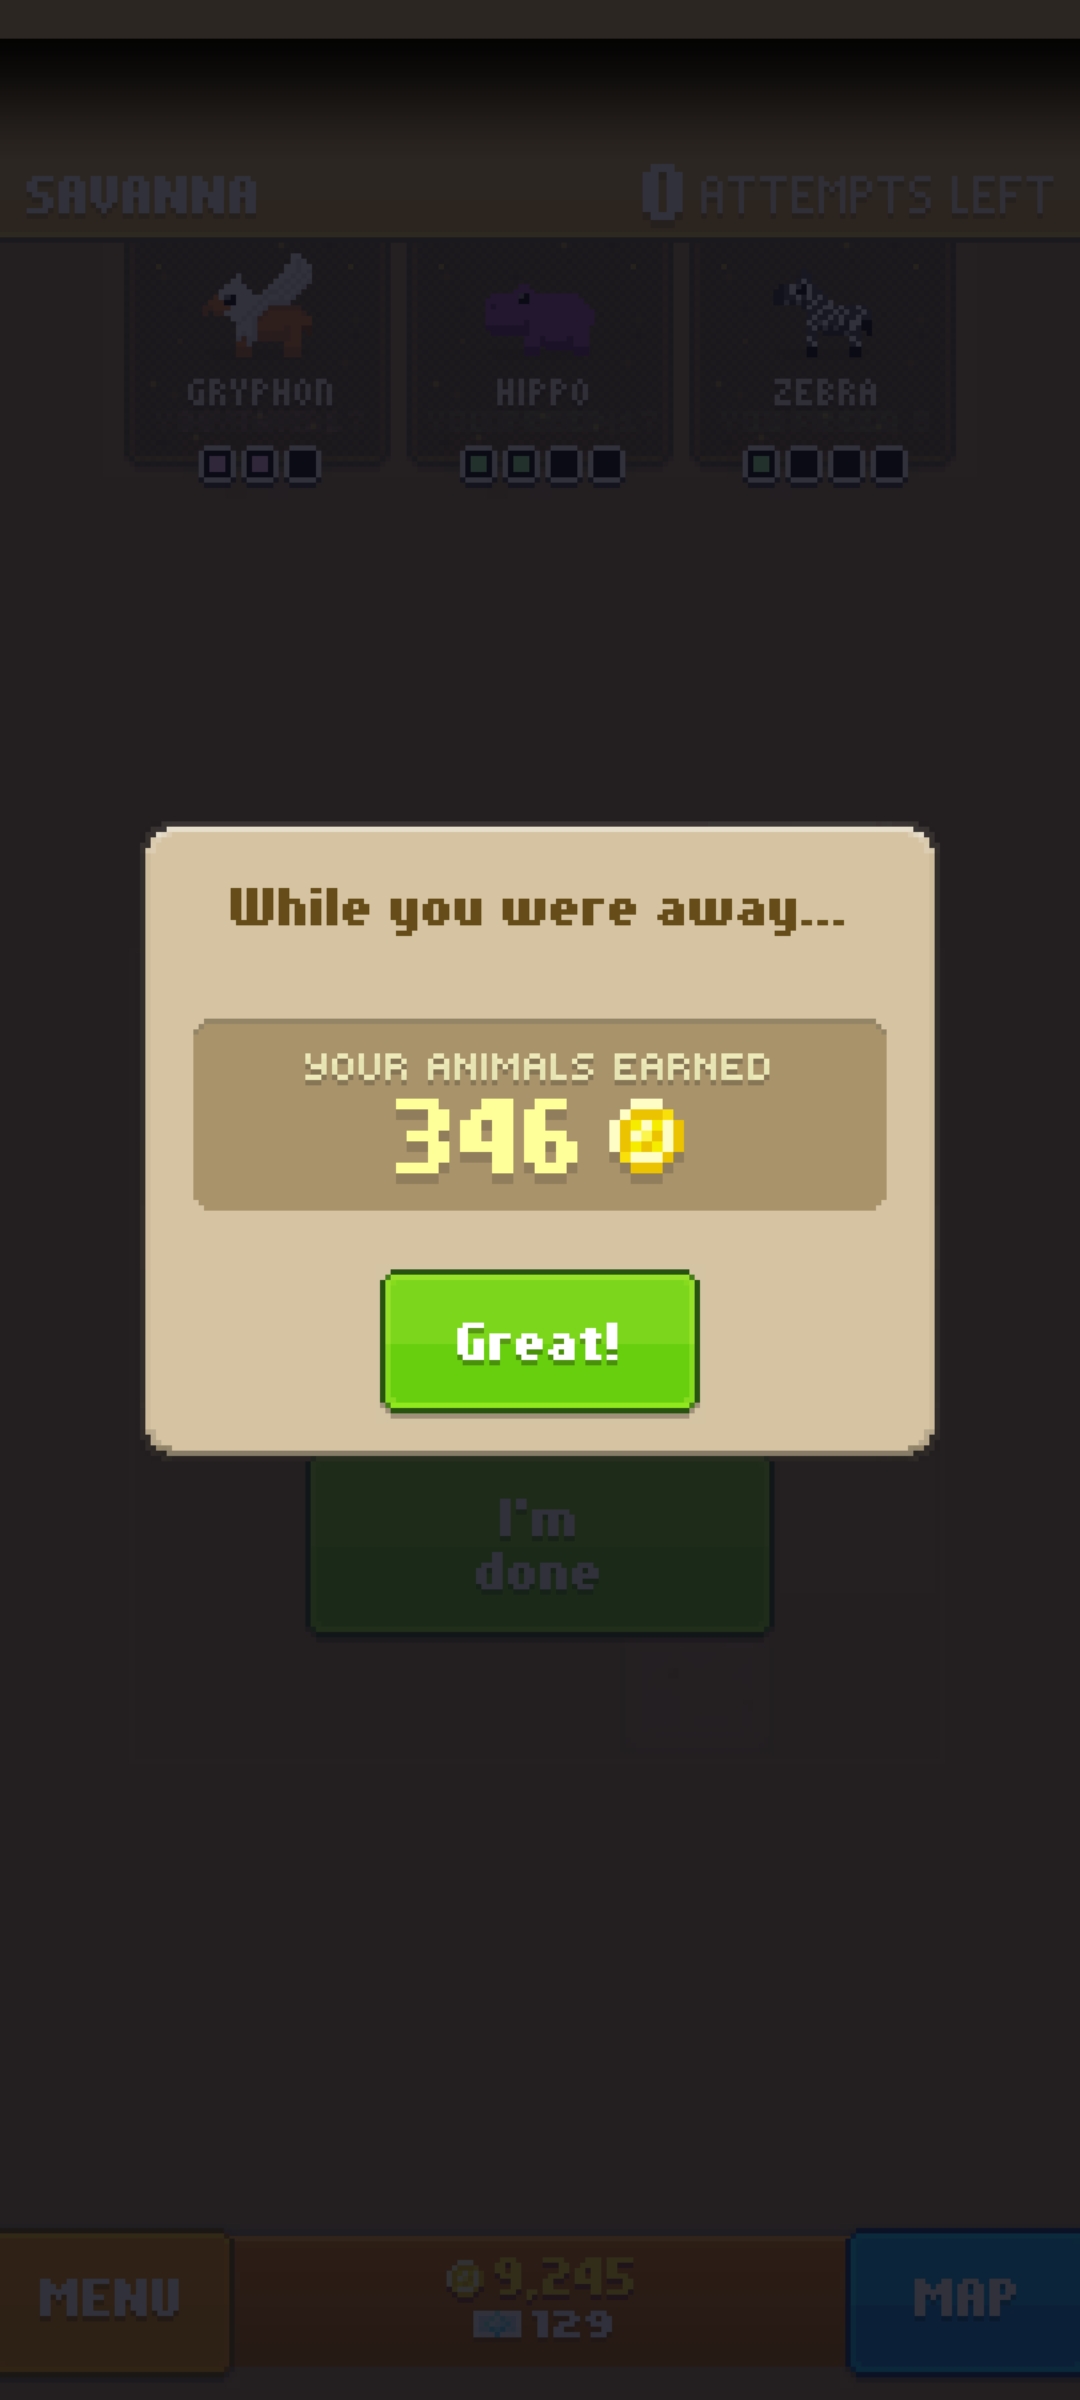 SAVANNA
0 ATTEMPTS LEFT
GRYPHON
HIPPO
ZEBRA
While you were away...
YOUR ANIMALS EARNED
346
Great!
I'm
done
MENU
9,245
129
MAP